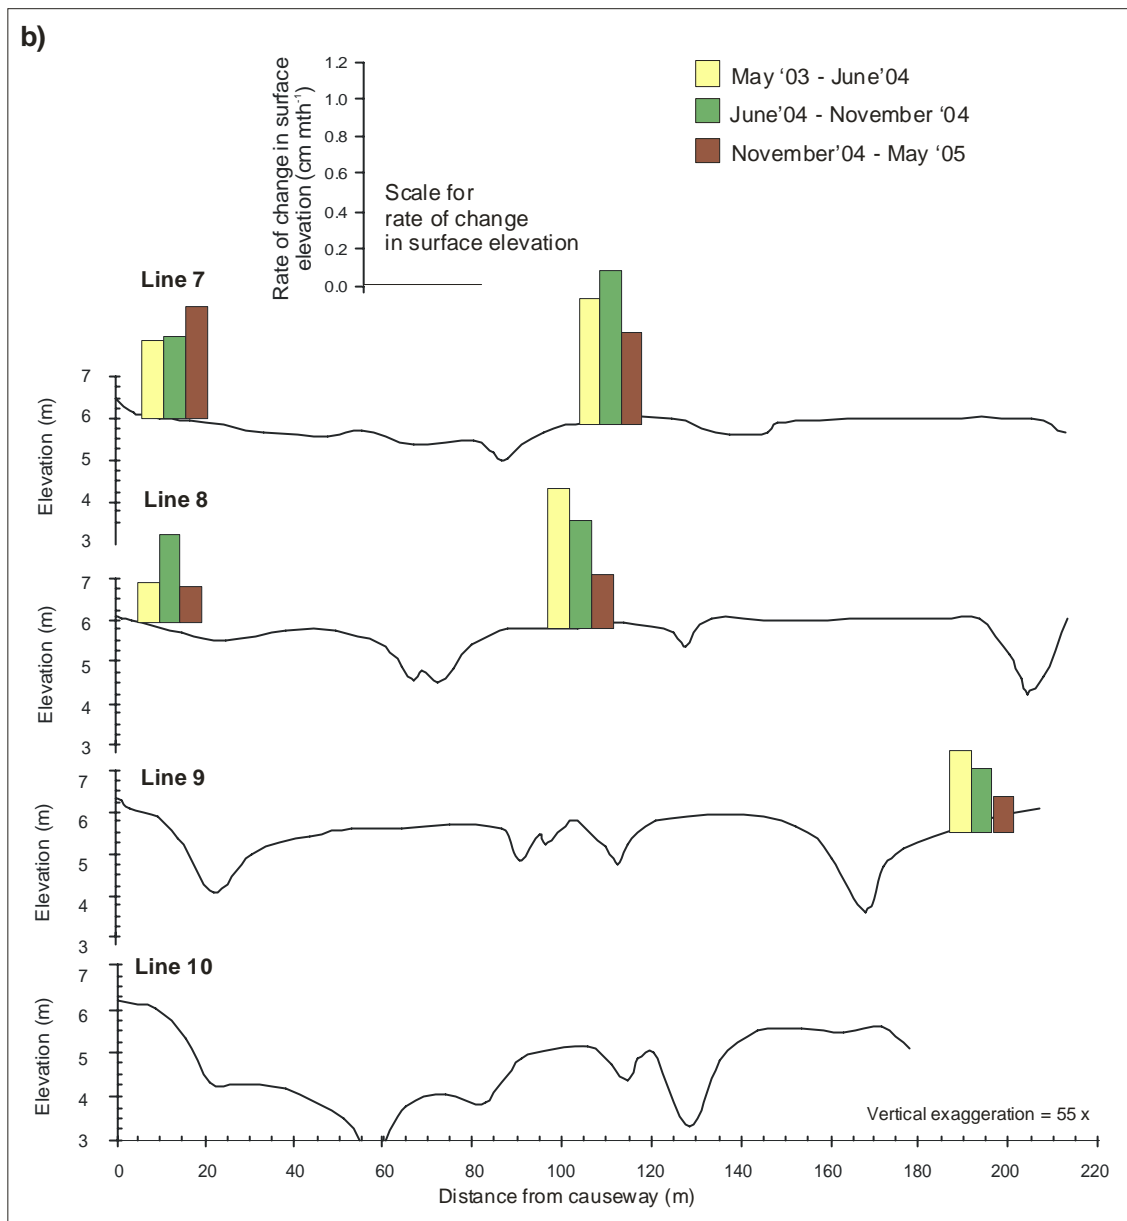 b)
1.2
1.0
0.8
0.6
0.4
0.2
0.0
Rate of change in surface
elevation (cm mth⁻¹)
Scale for
rate of change
in surface elevation
May ‘03 - June’04
June’04 - November ‘04
November’04 - May ‘05
Line 7
7
6
5
4
3
Elevation (m)
Line 8
7
6
5
4
3
Elevation (m)
Line 9
7
6
5
4
3
Elevation (m)
Line 10
7
6
5
4
3
Elevation (m)
Vertical exaggeration = 55 x
0 20 40 60 80 100 120 140 160 180 200 220
Distance from causeway (m)